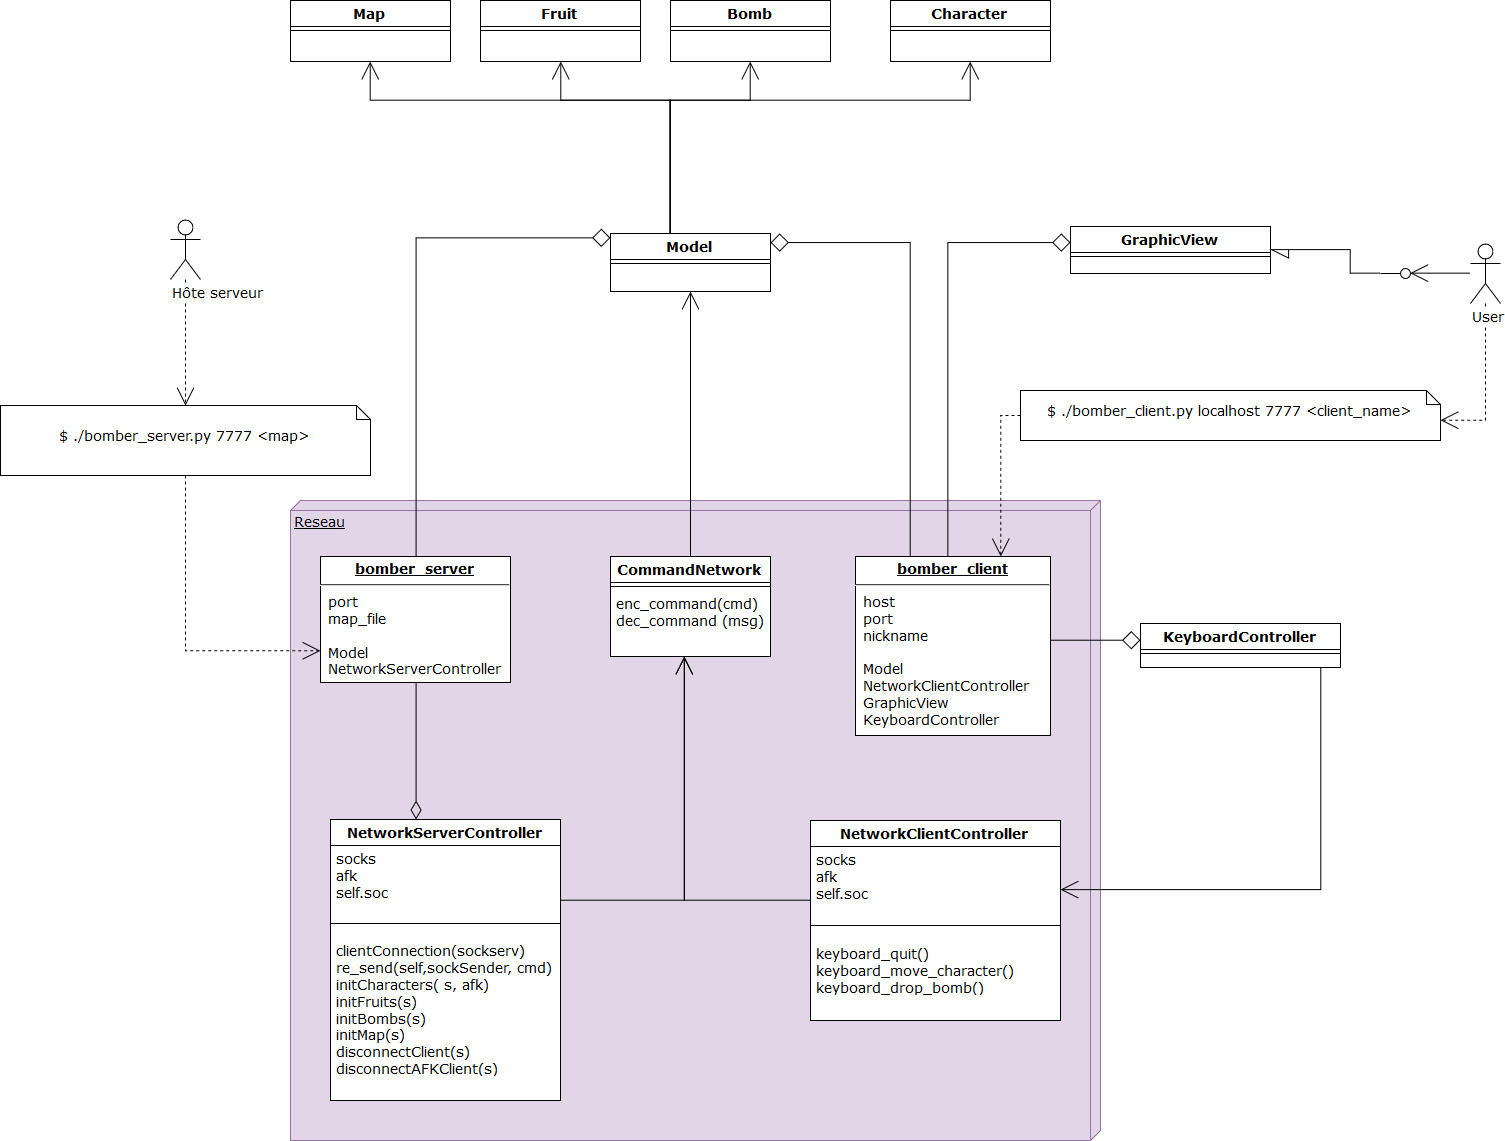 Map
Fruit
Bomb
Character
Model
GraphicView
Hôte serveur
User
$ ./bomber_server.py 7777 <map>
$ ./bomber_client.py localhost 7777 <client_name>
Reseau
bomber_server
port
map_file
Model
NetworkServerController
CommandNetwork
enc_command(cmd)
dec_command (msg)
bomber_client
host
port
nickname
Model
NetworkClientController
GraphicView
KeyboardController
KeyboardController
NetworkServerController
socks
afk
self.soc
clientConnection(sockserv)
re_send(self,sockSender, cmd)
initCharacters( s, afk)
initFruits(s)
initBombs(s)
initMap(s)
disconnectClient(s)
disconnectAFKClient(s)
NetworkClientController
socks
afk
self.soc
keyboard_quit()
keyboard_move_character()
keyboard_drop_bomb()